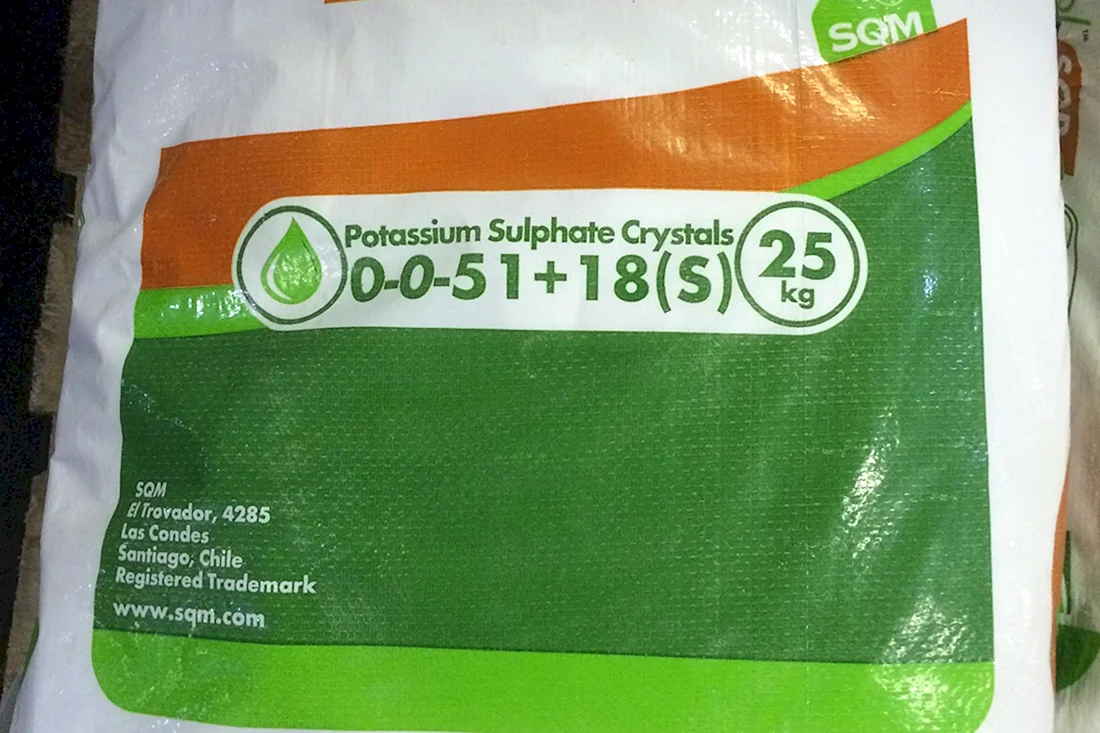 SQM
Potassium Sulphate Crystals
0-0-51+18(S)
25
kg
SQM
El Trovador, 4285
Las Condes
Santiago, Chile
Registered Trademark
www.sqm.com